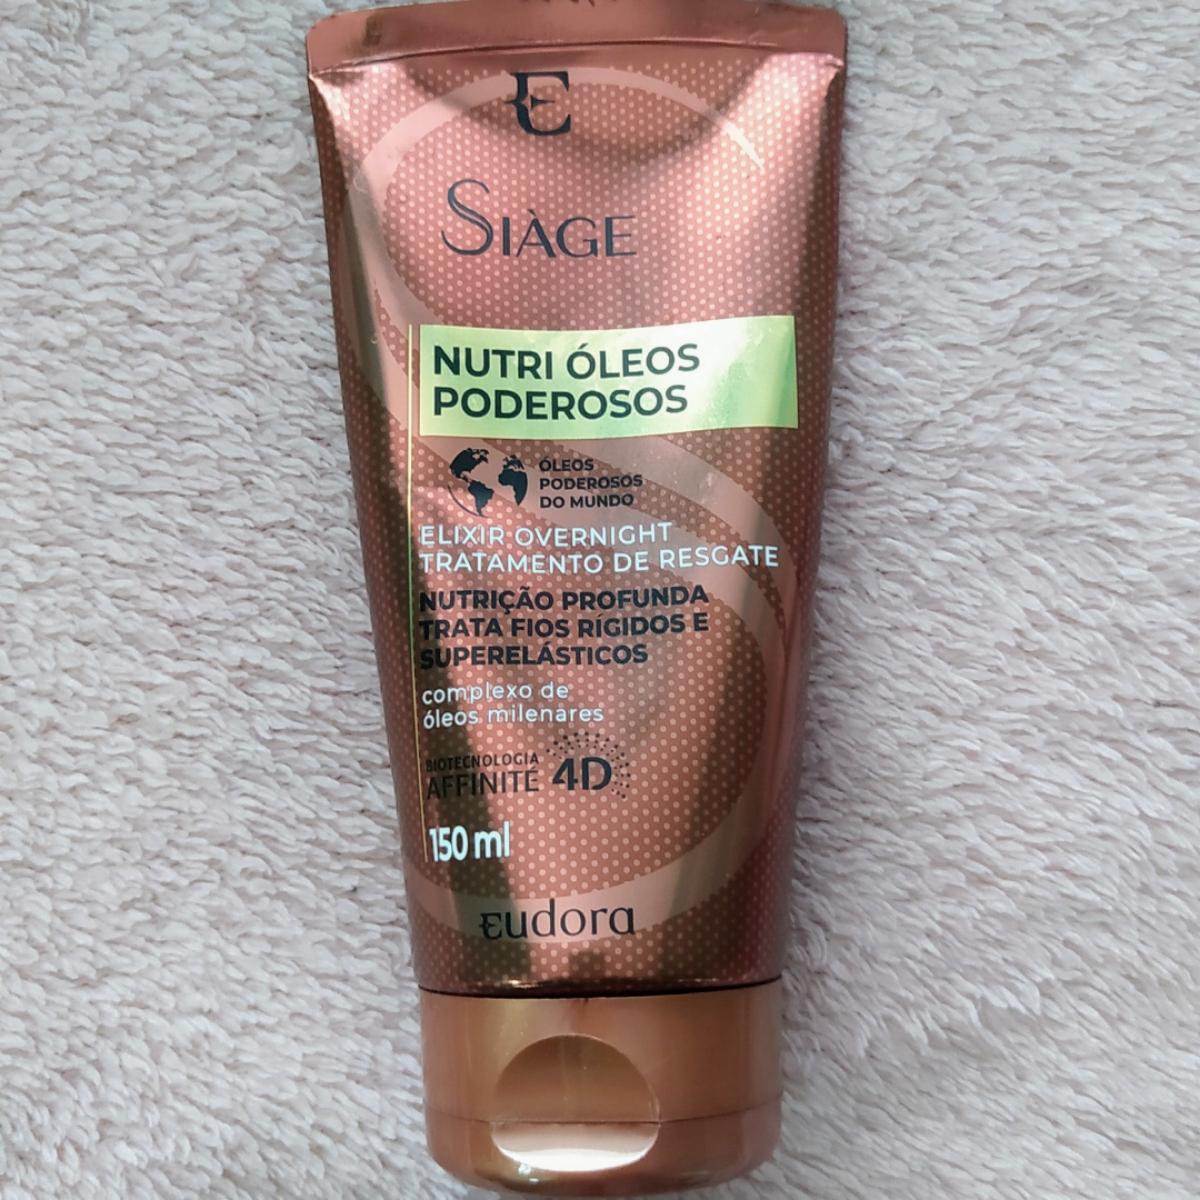 E
SIÀGE
NUTRI ÓLEOS
PODEROSOS
ÓLEOS
PODEROSOS
DO MUNDO
ELIXIR OVERNIGHT
TRATAMENTO DE RESGATE
NUTRIÇÃO PROFUNDA
TRATA FIOS RÍGIDOS E
SUPERELÁSTICOS
complexo de
óleos milenares
BIOTECNOLOGIA
AFFINITÉ 4D
150 ml
eudora